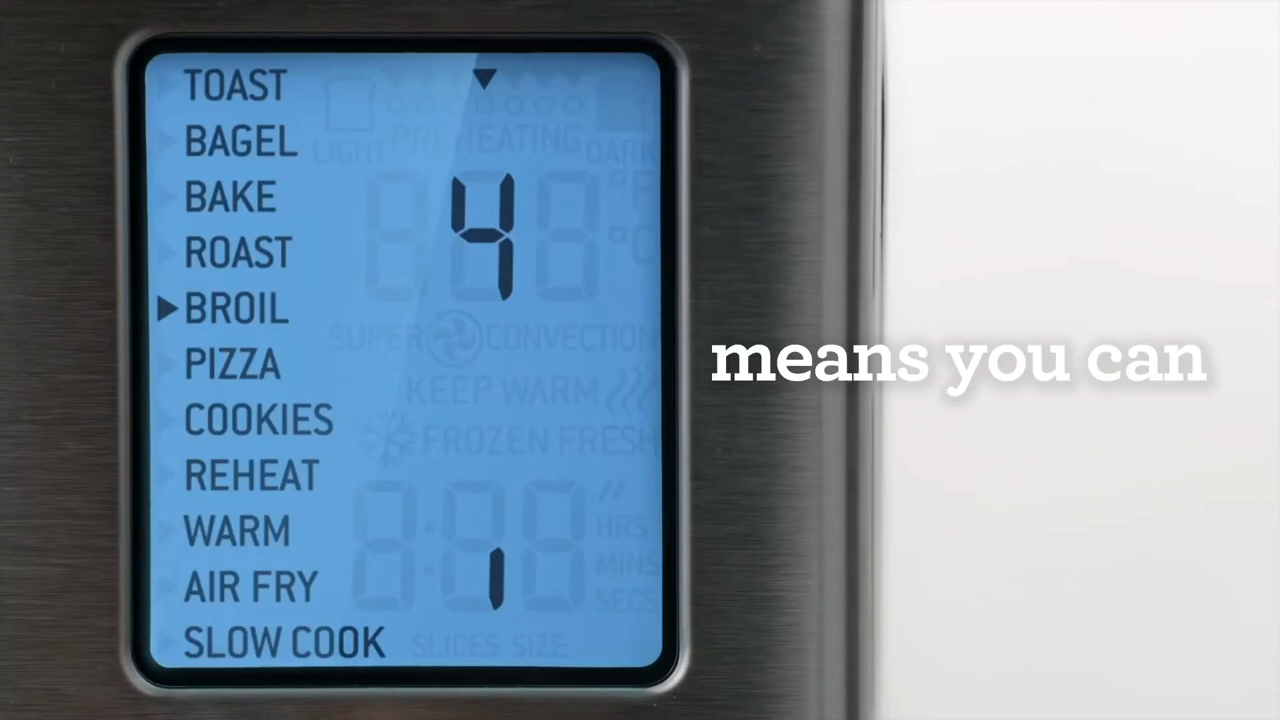 TOAST
BAGEL
LIGHT PREHEATING DARK
BAKE
4
°F
ROAST
°C
BROIL
SUPER CONVECTION
means you can
PIZZA
KEEP WARM
COOKIES
FROZEN FRESH
REHEAT
WARM
HRS
MINS
AIR FRY
1
SECS
SLOW COOK
SLICES SIZE